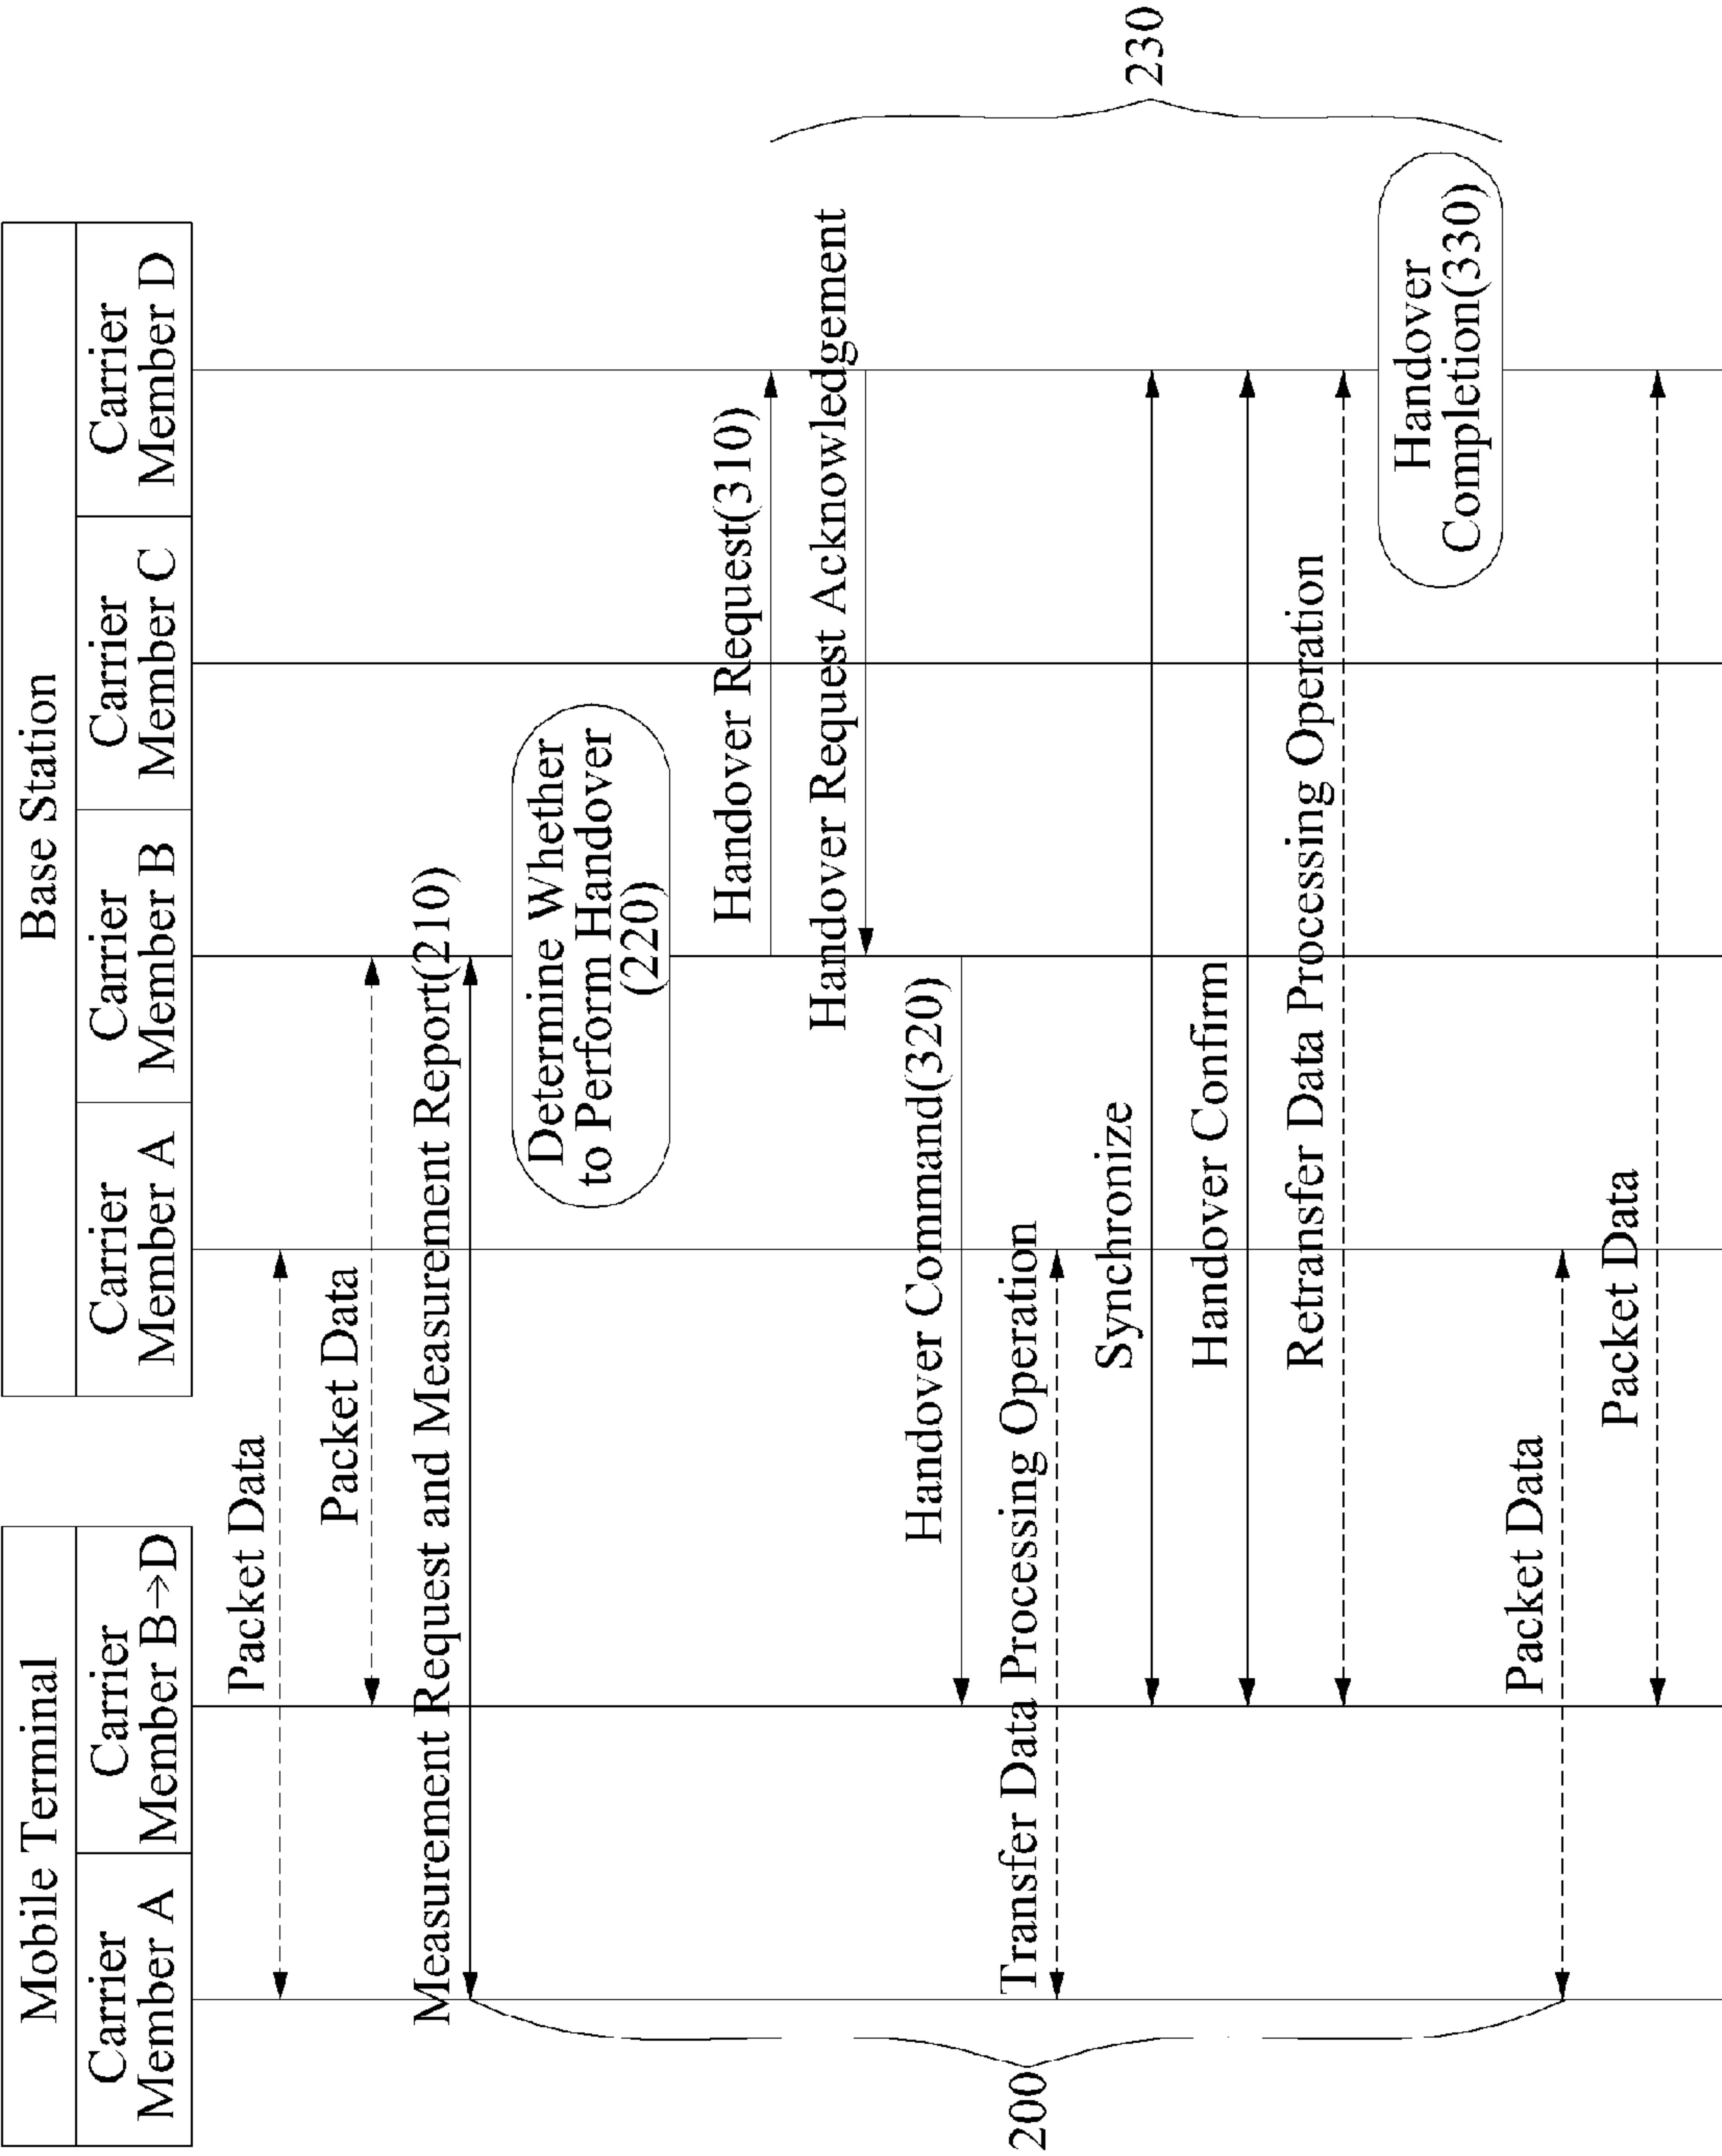 Mobile Terminal
Base Station
Carrier
Member A
Carrier
Member B→D
Carrier
Member A
Carrier
Member B
Carrier
Member C
Carrier
Member D
Packet Data
Packet Data
Measurement Request and Measurement Report(210)
Determine Whether
to Perform Handover
(220)
Handover Request(310)
Handover Request Acknowledgement
Handover Command(320)
Transfer Data Processing Operation
Synchronize
Handover Confirm
Retransfer Data Processing Operation
Handover
Completion(330)
Packet Data
Packet Data
200
230